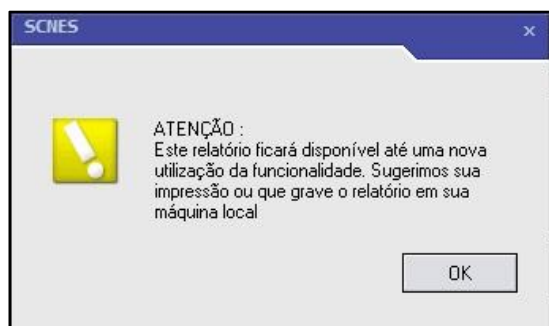 SCNES
ATENÇÃO :
Este relatório ficará disponível até uma nova
utilização da funcionalidade. Sugerimos sua
impressão ou que grave o relatório em sua
máquina local
OK